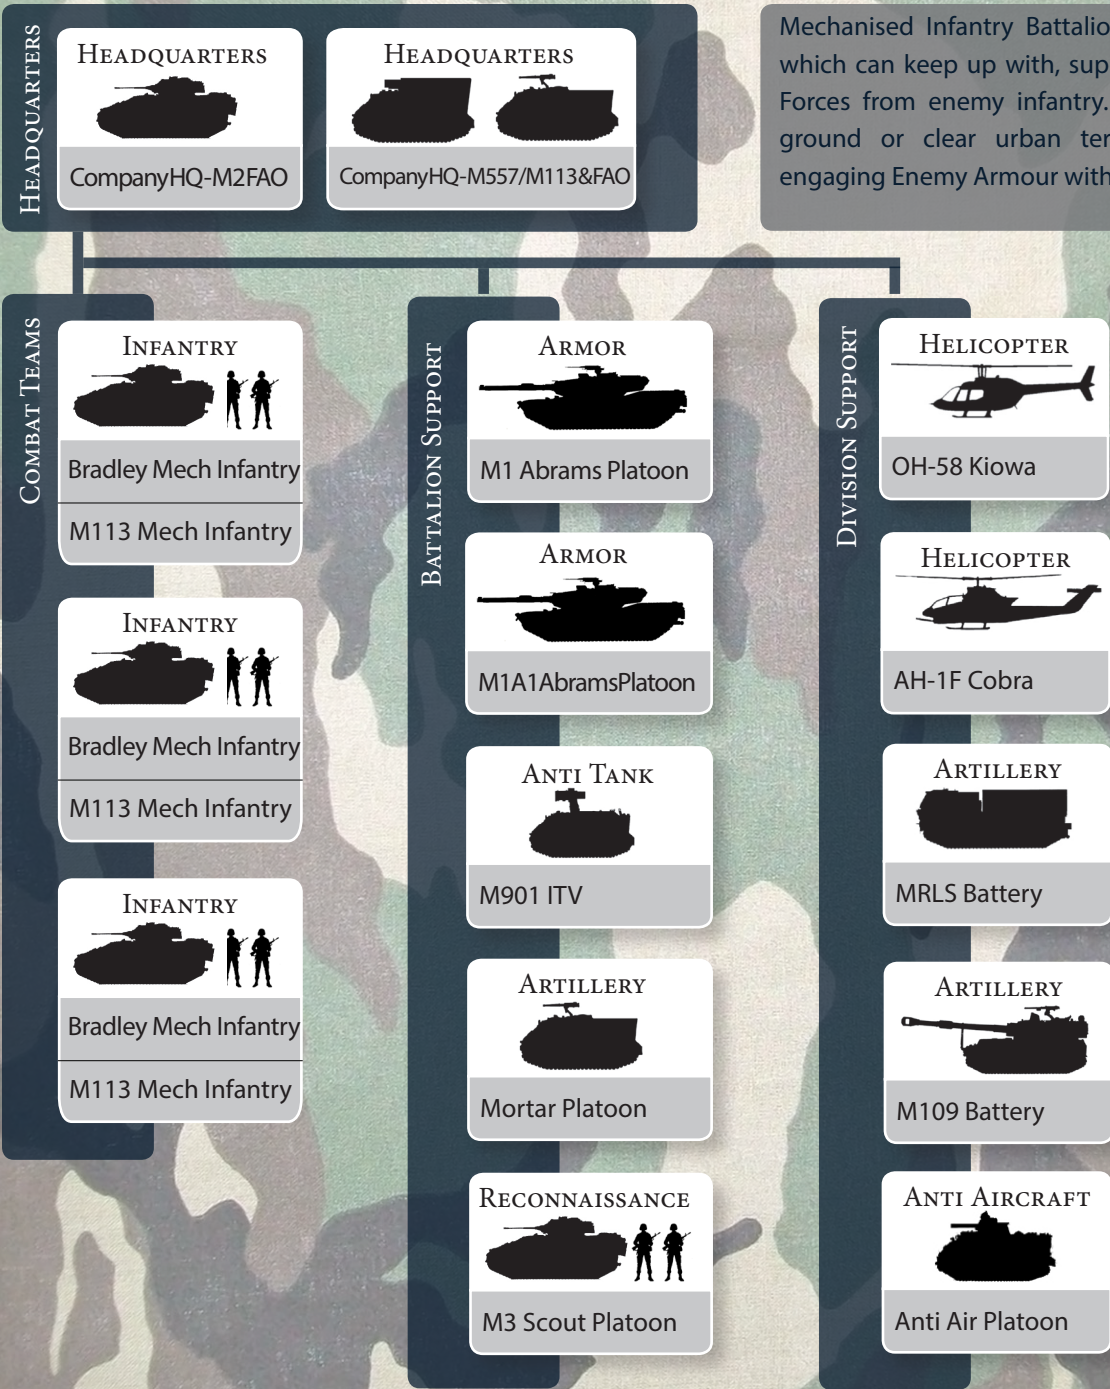 HEADQUARTERS
HEADQUARTERS
CompanyHQ-M2FAO
HEADQUARTERS
CompanyHQ-M557/M113&FAO
Mechanised Infantry Battalio
which can keep up with, sup
Forces from enemy infantry.
ground or clear urban ter
engaging Enemy Armour with
COMBAT TEAMS
INFANTRY
Bradley Mech Infantry
M113 Mech Infantry
INFANTRY
Bradley Mech Infantry
M113 Mech Infantry
INFANTRY
Bradley Mech Infantry
M113 Mech Infantry
BATTALION SUPPORT
ARMOR
M1 Abrams Platoon
ARMOR
M1A1AbramsPlatoon
ANTI TANK
M901 ITV
ARTILLERY
Mortar Platoon
RECONNAISSANCE
M3 Scout Platoon
DIVISION SUPPORT
HELICOPTER
OH-58 Kiowa
HELICOPTER
AH-1F Cobra
ARTILLERY
MRLS Battery
ARTILLERY
M109 Battery
ANTI AIRCRAFT
Anti Air Platoon